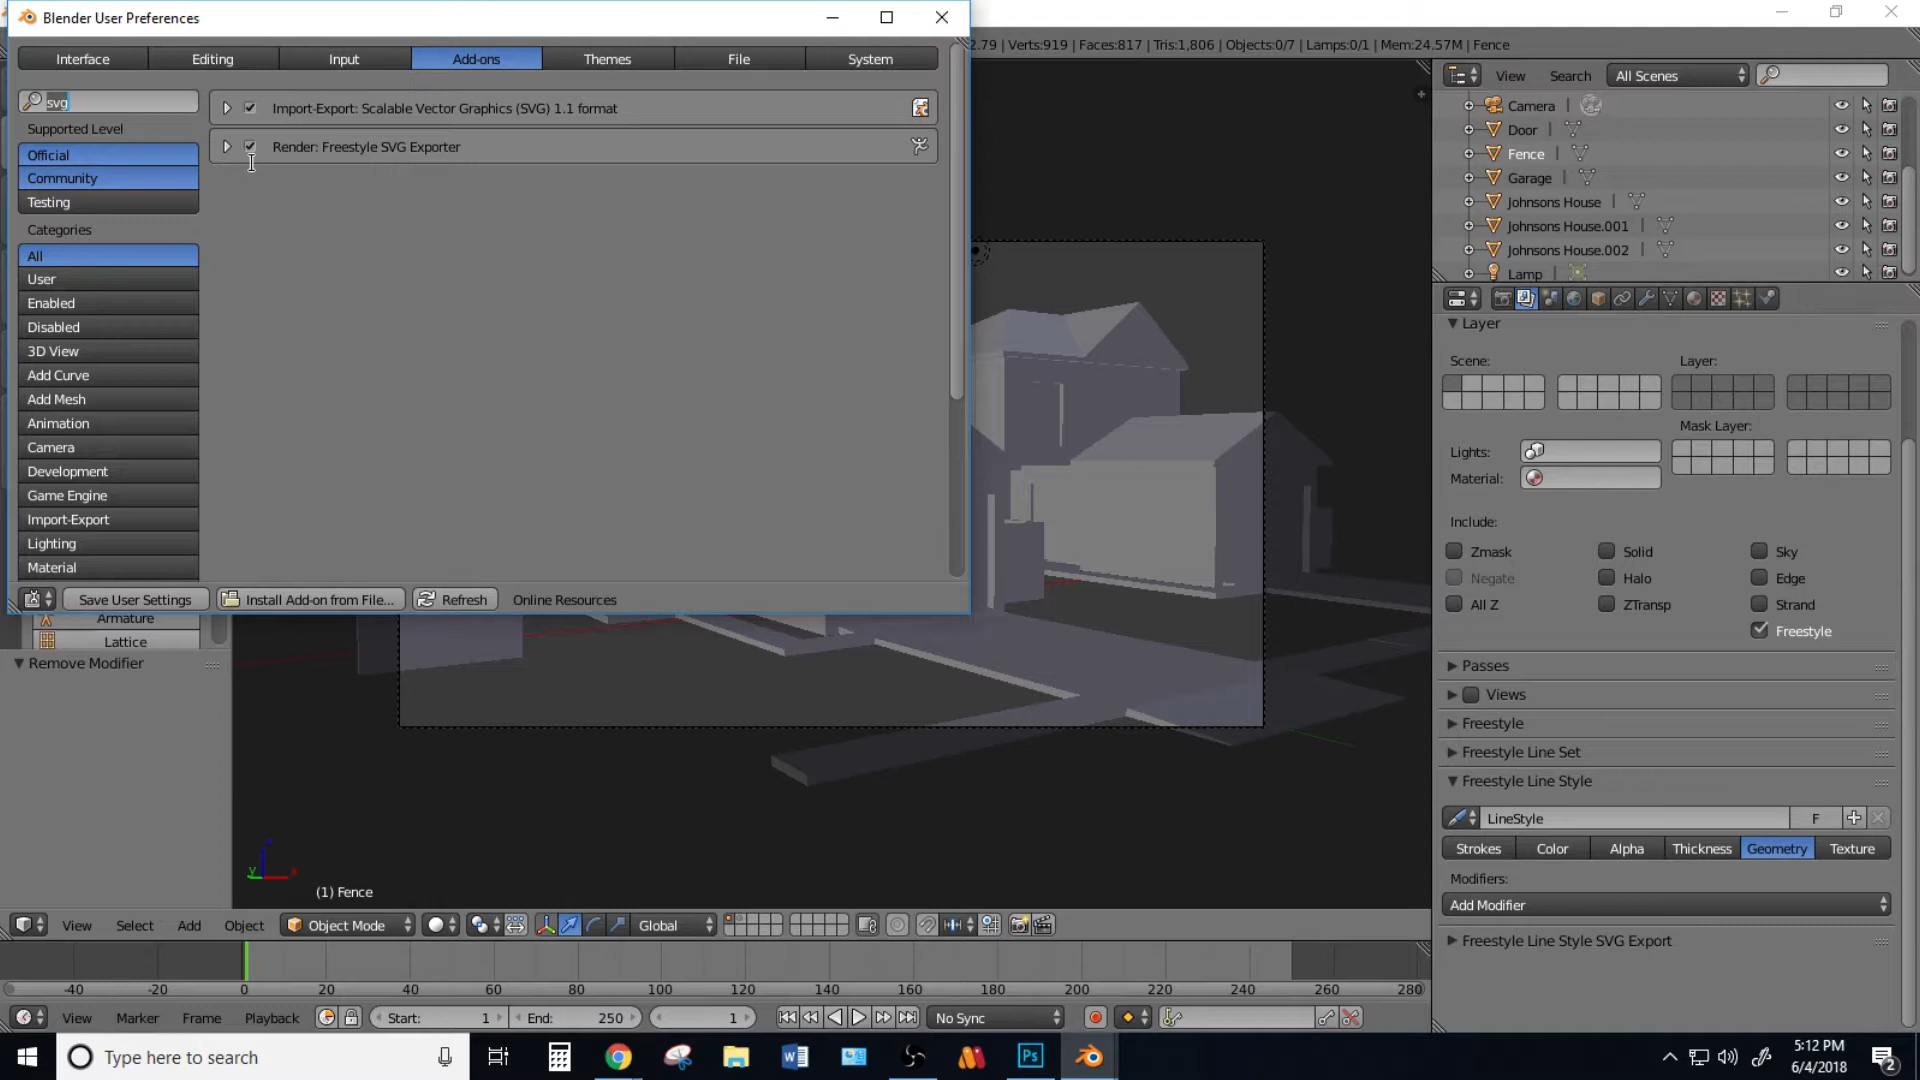 Blender User Preferences
Interface Editing Input Add-ons Themes File System
svg
Supported Level
Official
Community
Testing
Categories
All
User
Enabled
Disabled
3D View
Add Curve
Add Mesh
Animation
Camera
Development
Game Engine
Import-Export
Lighting
Material
Import-Export: Scalable Vector Graphics (SVG) 1.1 format
Render: Freestyle SVG Exporter
Save User Settings Install Add-on from File... Refresh Online Resources
2.79 | Verts:919 | Faces:817 | Tris:1,806 | Objects:0/7 | Lamps:0/1 | Mem:24.57M | Fence
View Search All Scenes
Camera
Door
Fence
Garage
Johnsons House
Johnsons House.001
Johnsons House.002
Lamp
Layer
Scene: Layer:
Mask Layer:
Lights:
Material:
Include:
Zmask Solid Sky
Negate Halo Edge
All Z ZTransp Strand
Freestyle
Passes
Views
Freestyle
Freestyle Line Set
Freestyle Line Style
LineStyle F
Strokes Color Alpha Thickness Geometry Texture
Modifiers:
Add Modifier
Freestyle Line Style SVG Export
Armature
Lattice
Remove Modifier
(1) Fence
View Select Add Object Object Mode Global
-40 -20 0 20 40 60 80 100 120 140 160 180 200 220 240 260 280
View Marker Frame Playback Start: 1 End: 250 1 No Sync
Type here to search
5:12 PM
6/4/2018
2